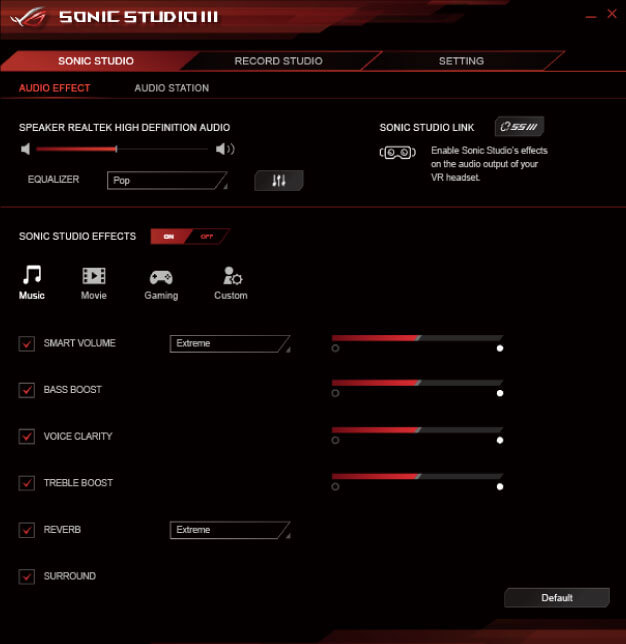 SONIC STUDIO III
SONIC STUDIO
RECORD STUDIO
SETTING
AUDIO EFFECT
AUDIO STATION
SPEAKER REALTEK HIGH DEFINITION AUDIO
SONIC STUDIO LINK
SSIII
Enable Sonic Studio's effects
on the audio output of your
VR headset.
EQUALIZER
Pop
SONIC STUDIO EFFECTS
ON
OFF
Music
Movie
Gaming
Custom
SMART VOLUME
Extreme
BASS BOOST
VOICE CLARITY
TREBLE BOOST
REVERB
Extreme
SURROUND
Default